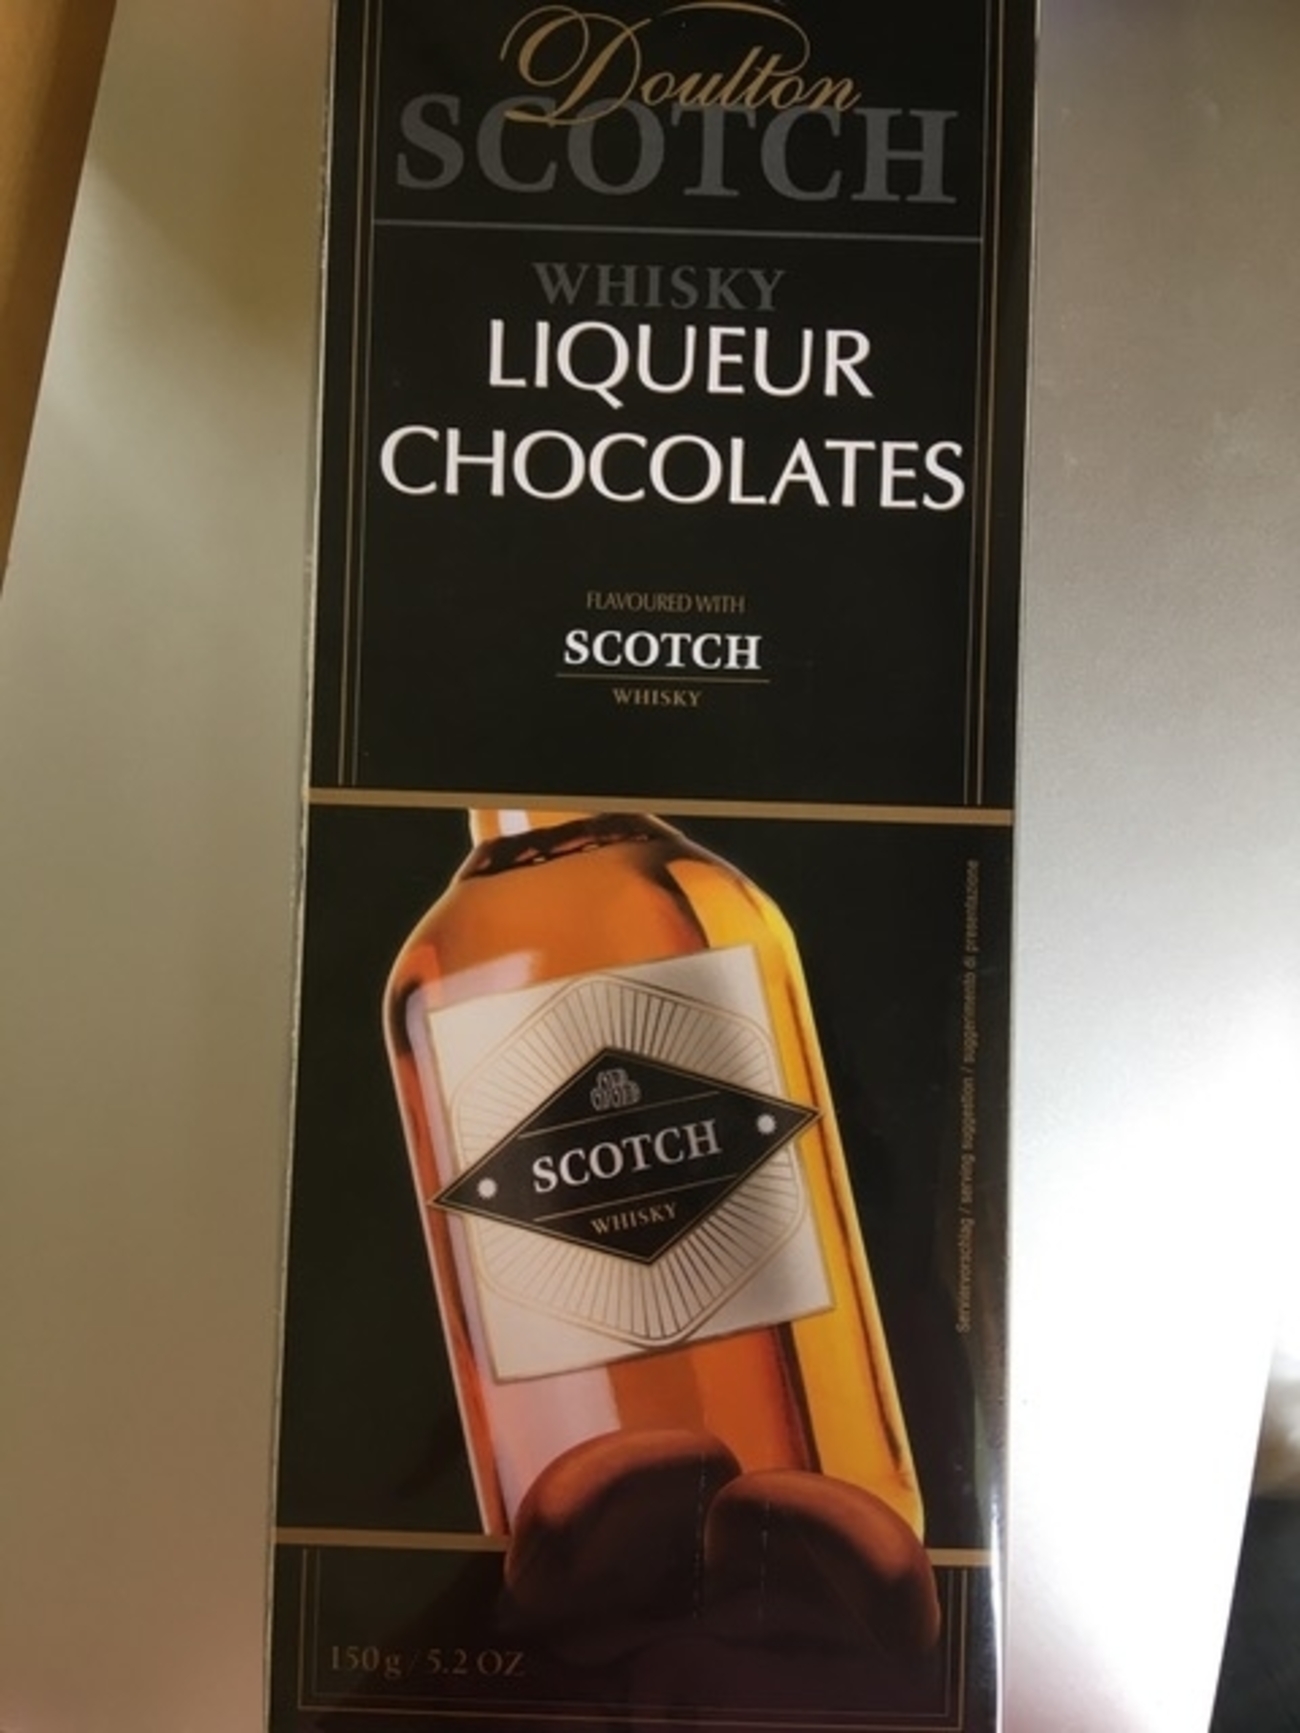 Doulton
SCOTCH
WHISKY
LIQUEUR
CHOCOLATES
FLAVOURED WITH
SCOTCH
WHISKY
SCOTCH
WHISKY
Serviervorschlag / serving suggestion / suggerimento di presentazione
150 g / 5.2 OZ